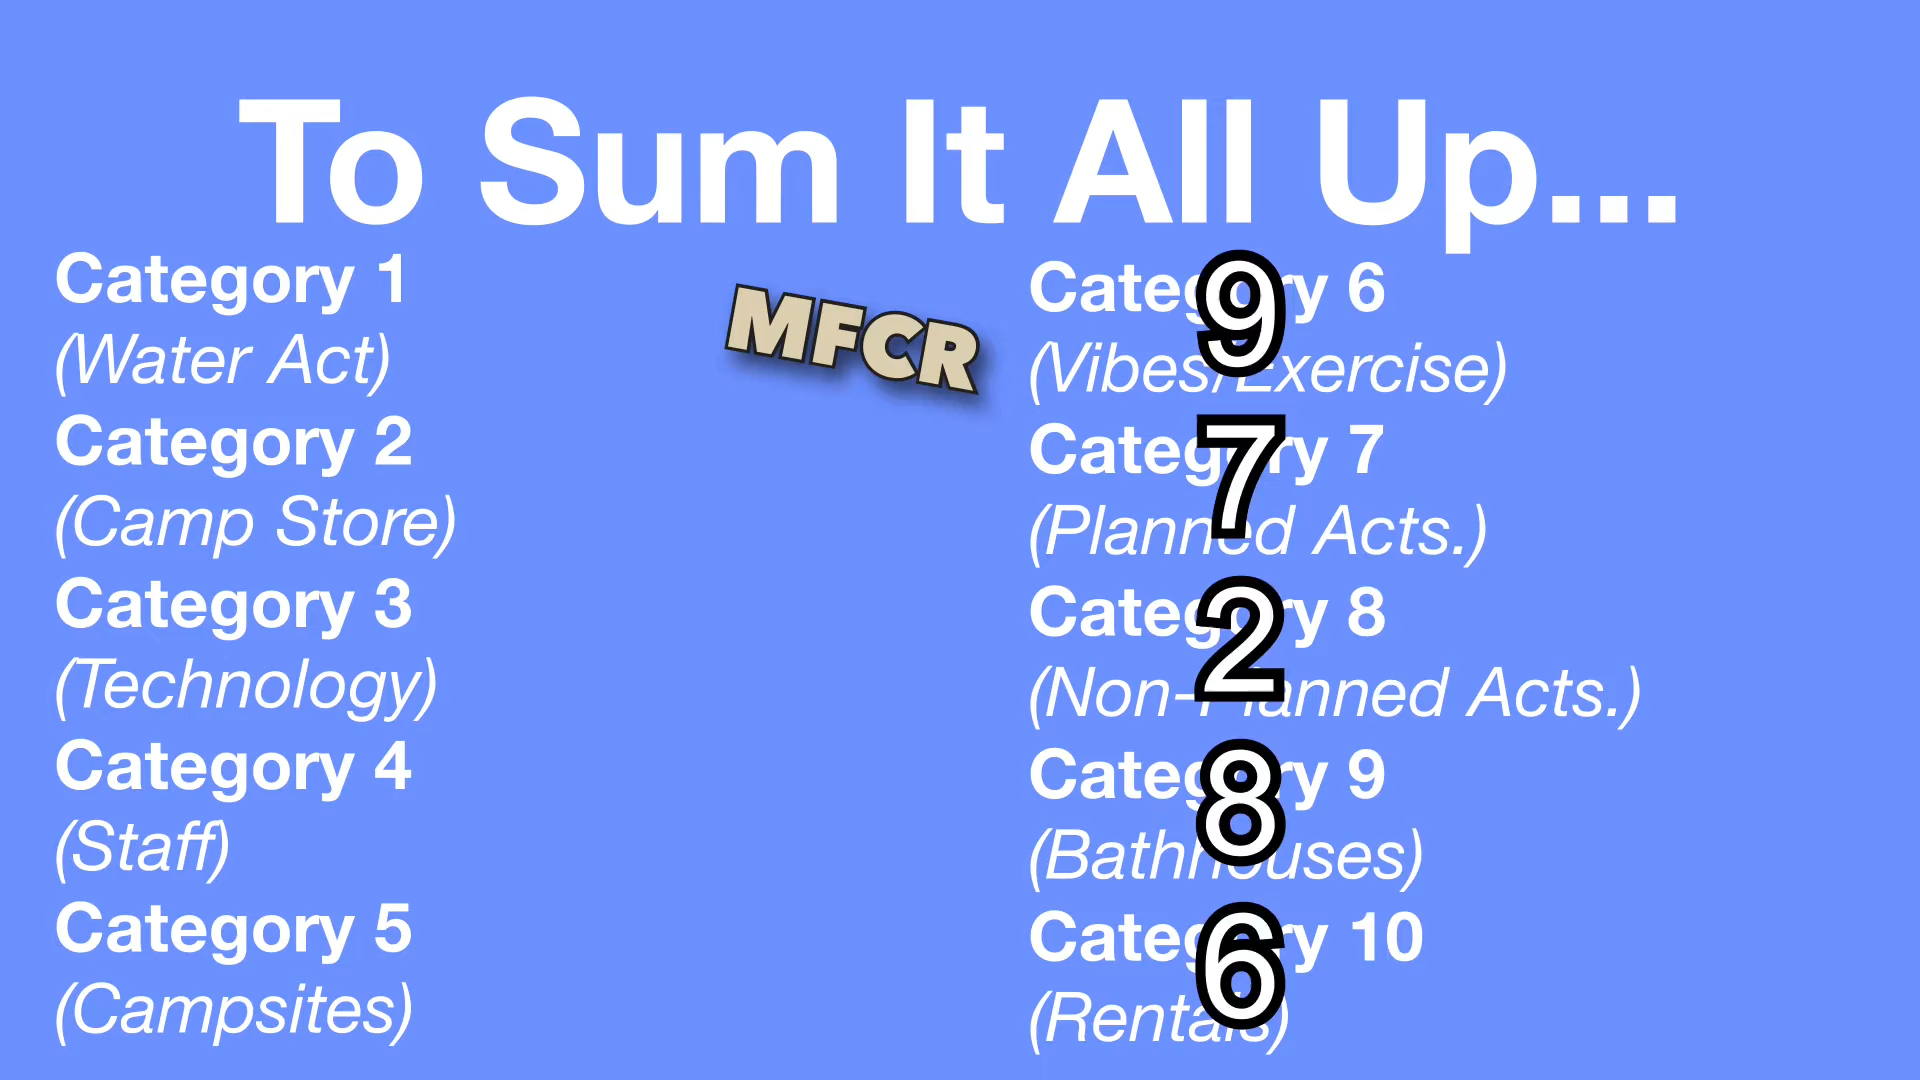 To Sum It All Up...
Category 1
(Water Act)
Category 2
(Camp Store)
Category 3
(Technology)
Category 4
(Staff)
Category 5
(Campsites)
MFCR
Category 6
9
(Vibes/Exercise)
Category 7
7
(Planned Acts.)
Category 8
2
(Non-Planned Acts.)
Category 9
8
(Bathhouses)
Category 10
6
(Rentals)